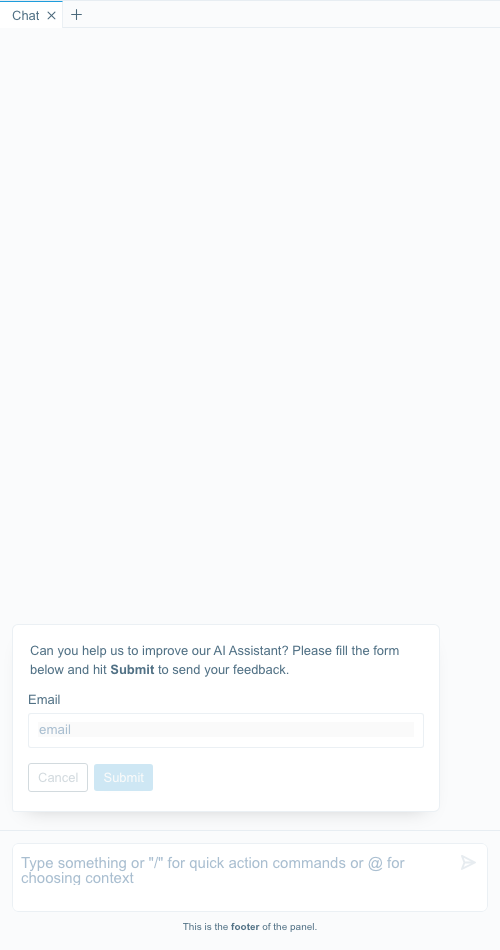 Chat
Can you help us to improve our AI Assistant? Please fill the form
below and hit Submit to send your feedback.
Email
email
Cancel
Submit
Type something or "/" for quick action commands or @ for
choosing context
This is the footer of the panel.